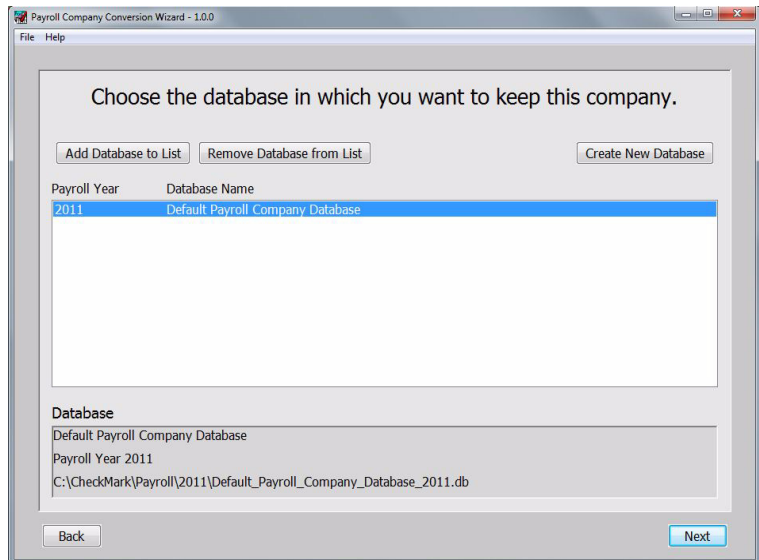 Payroll Company Conversion Wizard - 1.0.0
File Help
Choose the database in which you want to keep this company.
Add Database to List Remove Database from List Create New Database
Payroll Year Database Name
2011 Default Payroll Company Database
Database
Default Payroll Company Database
Payroll Year 2011
C:\CheckMark\Payroll\2011\Default_Payroll_Company_Database_2011.db
Back Next